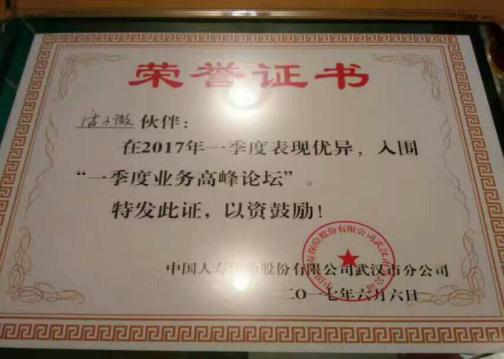 荣誉证书
伙伴：
在2017年一季度表现优异，入围
“一季度业务高峰论坛”。
特发此证，以资鼓励！
中国人寿保险股份有限公司武汉市分公司
二〇一七年六月六日